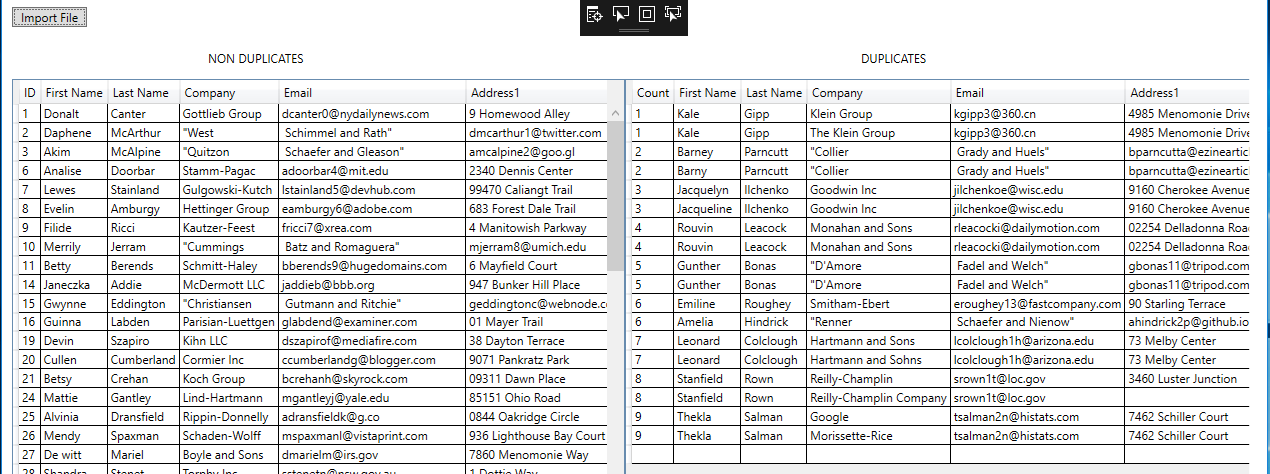 Import File
NON DUPLICATES
ID First Name Last Name Company Email Address1
1 Donalt Canter Gottlieb Group dcanter0@nydailynews.com 9 Homewood Alley
2 Daphene McArthur "West Schimmel and Rath" dmcarthur1@twitter.com
3 Akim McAlpine "Quitzon Schaefer and Gleason" amcalpine2@goo.gl
6 Analise Doorbar Stamm-Pagac adoorbar4@mit.edu 2340 Dennis Center
7 Lewes Stainland Gulgowski-Kutch lstainland5@devhub.com 99470 Caliangt Trail
8 Evelin Amburgy Hettinger Group eamburgy6@adobe.com 683 Forest Dale Trail
9 Filide Ricci Kautzer-Feest fricci7@xrea.com 4 Manitowish Parkway
10 Merrily Jerram "Cummings Batz and Romaguera" mjerram8@umich.edu
11 Betty Berends Schmitt-Haley bberends9@hugedomains.com 6 Mayfield Court
14 Janeczka Addie McDermott LLC jaddieb@bbb.org 947 Bunker Hill Place
15 Gwynne Eddington "Christiansen Gutmann and Ritchie" geddingtonc@webnode.c
16 Guinna Labden Parisian-Luettgen glabdend@examiner.com 01 Mayer Trail
19 Devin Szapiro Kihn LLC dszapirof@mediafire.com 38 Dayton Terrace
20 Cullen Cumberland Cormier Inc ccumberlandg@blogger.com 9071 Pankratz Park
21 Betsy Crehan Koch Group bcrehanh@skyrock.com 09311 Dawn Place
24 Mattie Gantley Lind-Hartmann mgantleyj@yale.edu 85151 Ohio Road
25 Alvinia Dransfield Rippin-Donnelly adransfieldk@g.co 0844 Oakridge Circle
26 Mendy Spaxman Schaden-Wolff mspaxmanl@vistaprint.com 936 Lighthouse Bay Court
27 De witt Mariel Boyle and Sons dmarielm@irs.gov 7860 Menomonie Way
28 Shandra Stenet Torphy Inc sstenetn@nsw.gov.au 1 Dottie Way
DUPLICATES
Count First Name Last Name Company Email Address1
1 Kale Gipp Klein Group kgipp3@360.cn 4985 Menomonie Drive
1 Kale Gipp The Klein Group kgipp3@360.cn 4985 Menomonie Drive
2 Barney Parncutt "Collier Grady and Huels" bparncutta@ezineartic
2 Barny Parncutt "Collier Grady and Huels" bparncutta@ezineartic
3 Jacquelyn Ilchenko Goodwin Inc jilchenkoe@wisc.edu 9160 Cherokee Avenue
3 Jacqueline Ilchenko Goodwin Inc jilchenkoe@wisc.edu 9160 Cherokee Avenue
4 Rouvin Leacock Monahan and Sons rleacocki@dailymotion.com 02254 Delladonna Roa
4 Rouvin Leacock Monahan and Sons rleacocki@dailymotion.com 02254 Delladonna Roa
5 Gunther Bonas "D'Amore Fadel and Welch" gbonas11@tripod.com
5 Gunther Bonas "D'Amore Fadel and Welch" gbonas11@tripod.com
6 Emiline Roughey Smitham-Ebert eroughey13@fastcompany.com 90 Starling Terrace
6 Amelia Hindrick "Renner Schaefer and Nienow" ahindrick2p@github.io
7 Leonard Colclough Hartmann and Sons lcolclough1h@arizona.edu 73 Melby Center
7 Leonard Colclough Hartmann and Sohns lcolclough1h@arizona.edu 73 Melby Center
8 Stanfield Rown Reilly-Champlin srown1t@loc.gov 3460 Luster Junction
8 Stanfield Rown Reilly-Champlin Company srown1t@loc.gov
9 Thekla Salman Google tsalman2n@histats.com 7462 Schiller Court
9 Thekla Salman Morissette-Rice tsalman2n@histats.com 7462 Schiller Court